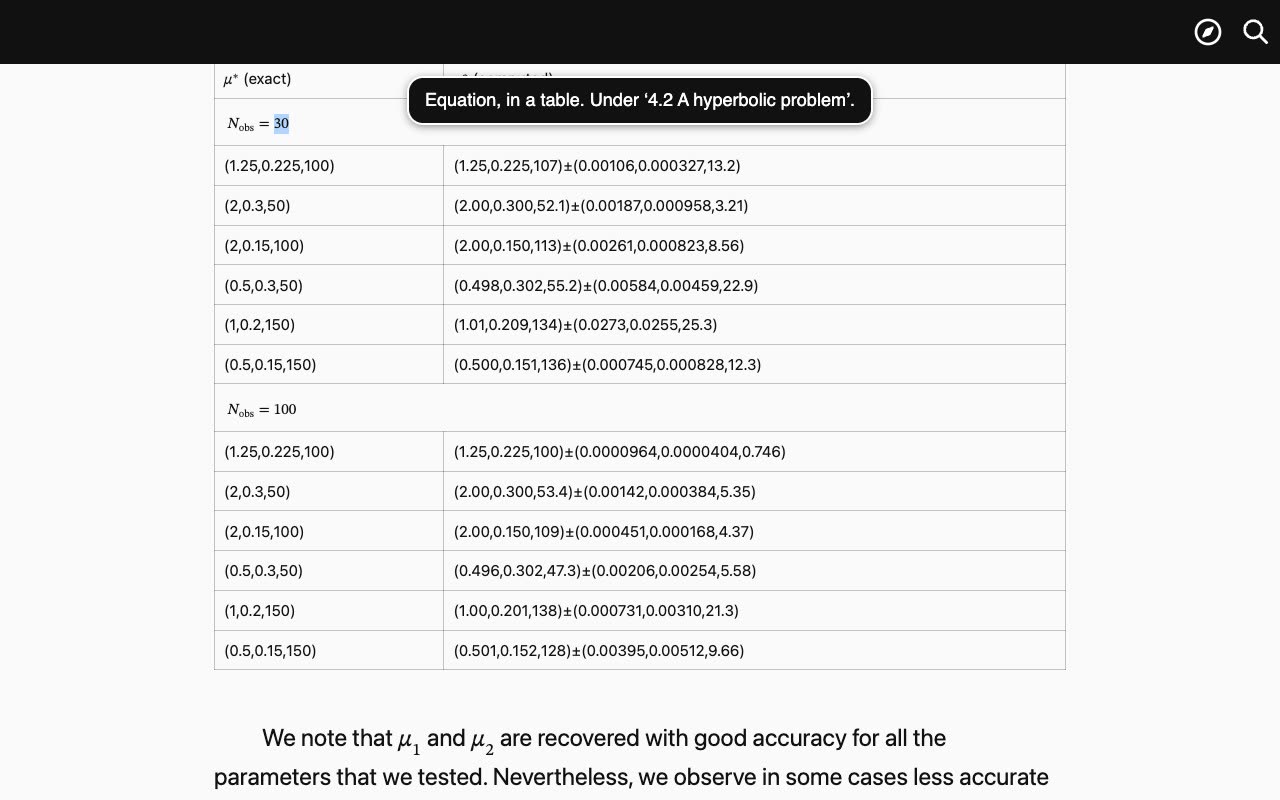 Equation, in a table. Under ‘4.2 A hyperbolic problem’.
μ* (exact)
N_obs = 30
(1.25,0.225,100) (1.25,0.225,107)±(0.00106,0.000327,13.2)
(2,0.3,50) (2.00,0.300,52.1)±(0.00187,0.000958,3.21)
(2,0.15,100) (2.00,0.150,113)±(0.00261,0.000823,8.56)
(0.5,0.3,50) (0.498,0.302,55.2)±(0.00584,0.00459,22.9)
(1,0.2,150) (1.01,0.209,134)±(0.0273,0.0255,25.3)
(0.5,0.15,150) (0.500,0.151,136)±(0.000745,0.000828,12.3)
N_obs = 100
(1.25,0.225,100) (1.25,0.225,100)±(0.0000964,0.0000404,0.746)
(2,0.3,50) (2.00,0.300,53.4)±(0.00142,0.000384,5.35)
(2,0.15,100) (2.00,0.150,109)±(0.000451,0.000168,4.37)
(0.5,0.3,50) (0.496,0.302,47.3)±(0.00206,0.00254,5.58)
(1,0.2,150) (1.00,0.201,138)±(0.000731,0.00310,21.3)
(0.5,0.15,150) (0.501,0.152,128)±(0.00395,0.00512,9.66)
We note that μ₁ and μ₂ are recovered with good accuracy for all the
parameters that we tested. Nevertheless, we observe in some cases less accurate